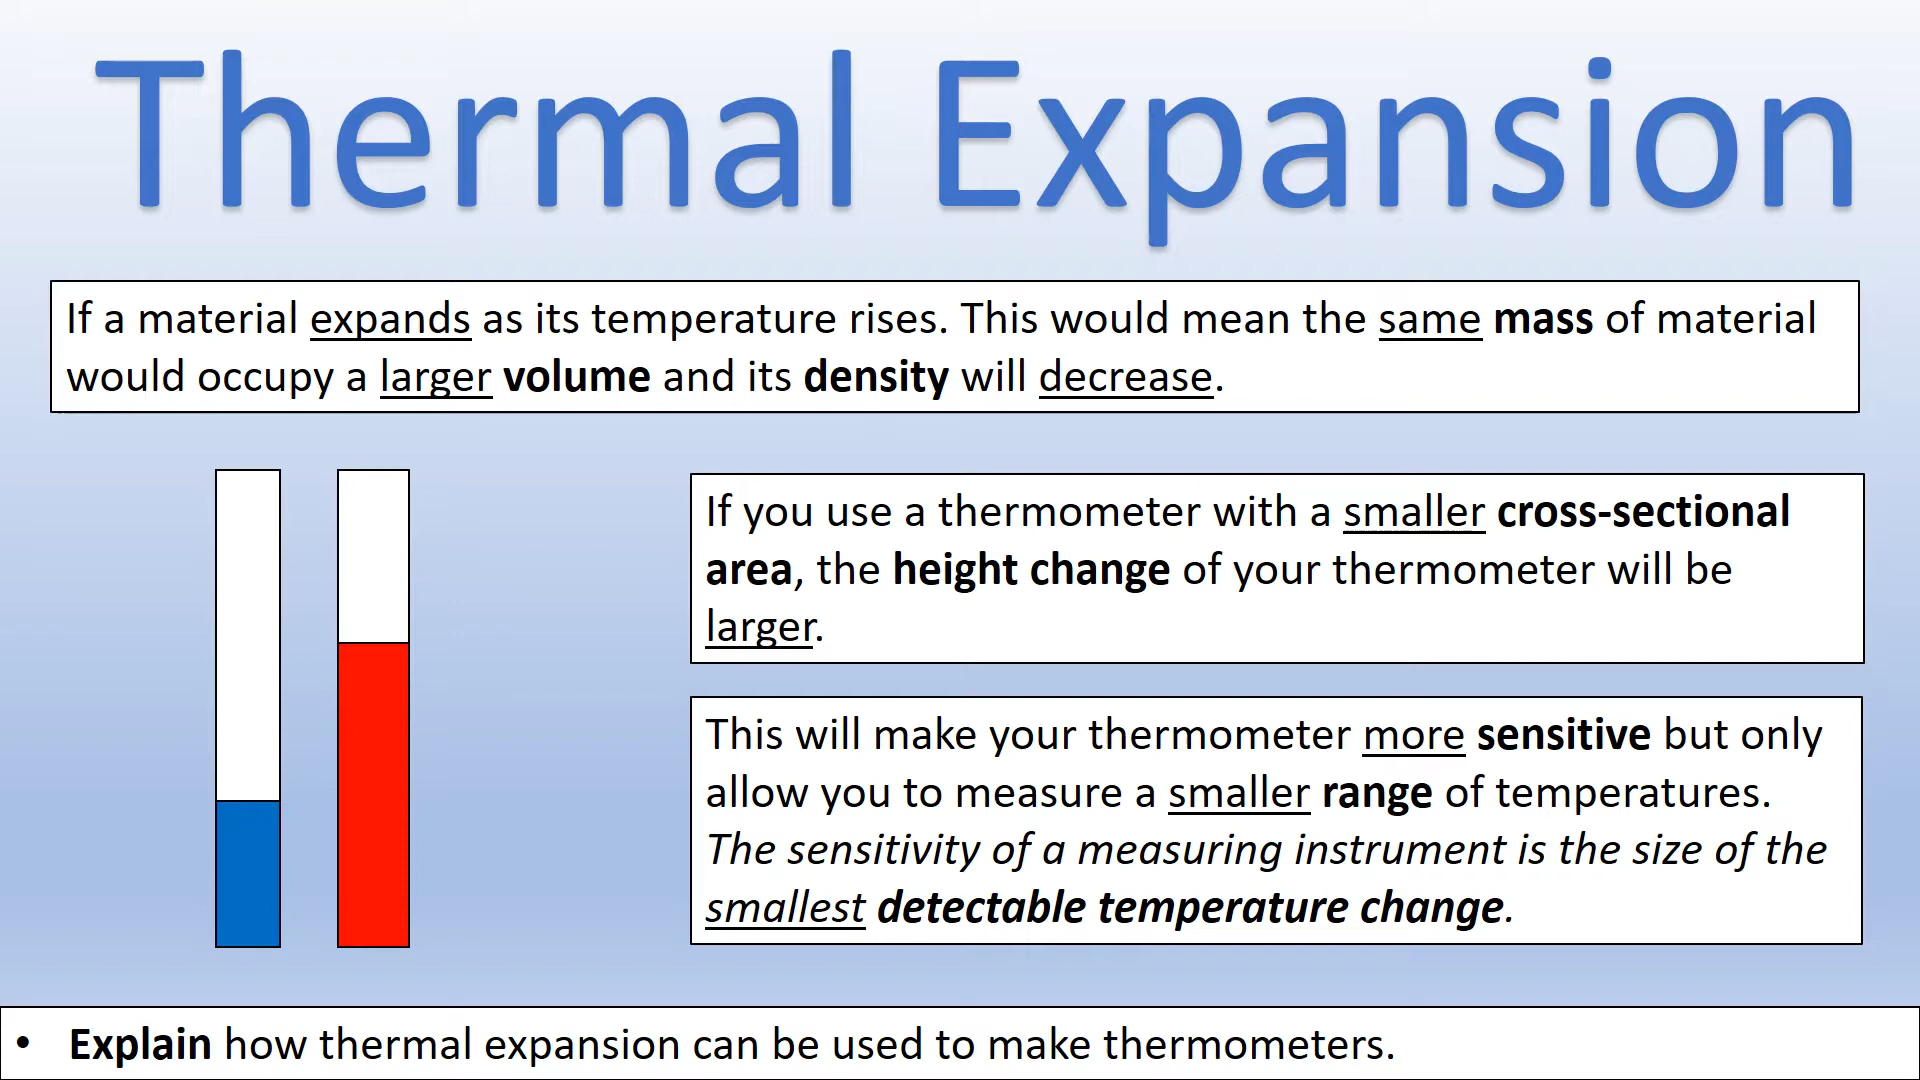 Thermal Expansion
If a material expands as its temperature rises. This would mean the same mass of material
would occupy a larger volume and its density will decrease.
If you use a thermometer with a smaller cross-sectional
area, the height change of your thermometer will be
larger.
This will make your thermometer more sensitive but only
allow you to measure a smaller range of temperatures.
The sensitivity of a measuring instrument is the size of the
smallest detectable temperature change.
• Explain how thermal expansion can be used to make thermometers.